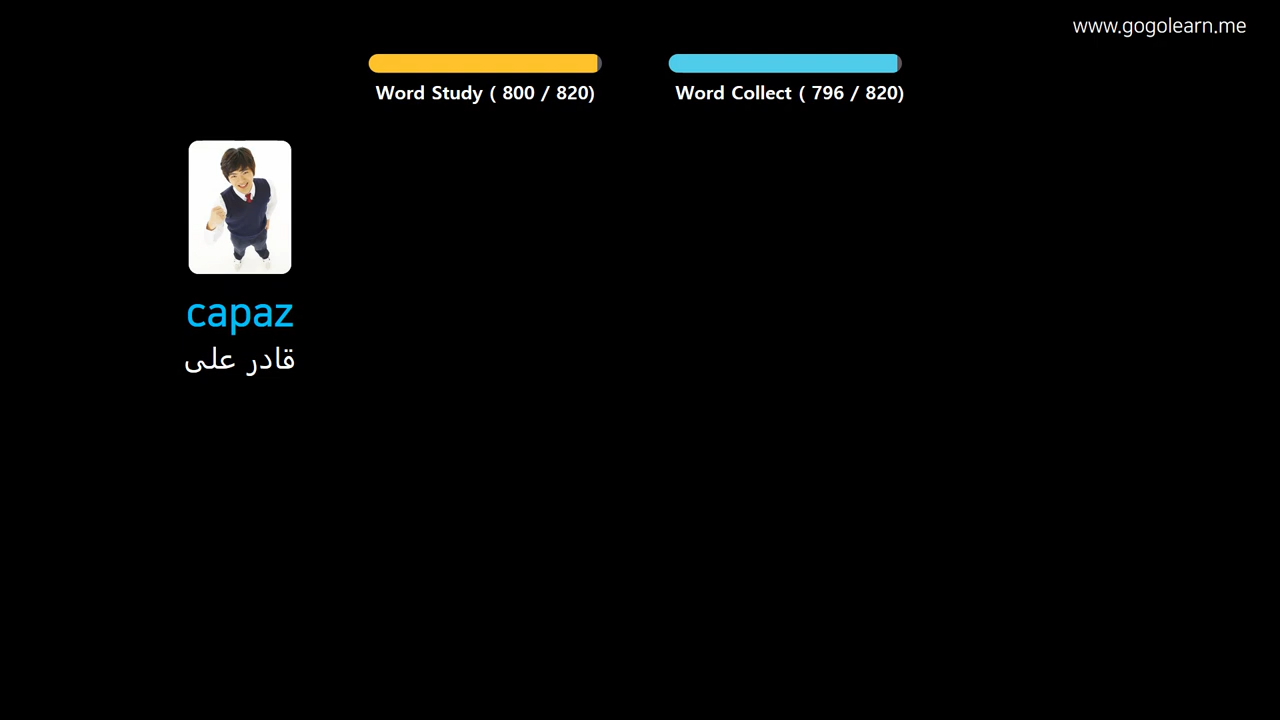 www.gogolearn.me
Word Study ( 800 / 820)
Word Collect ( 796 / 820)
capaz
قادر على